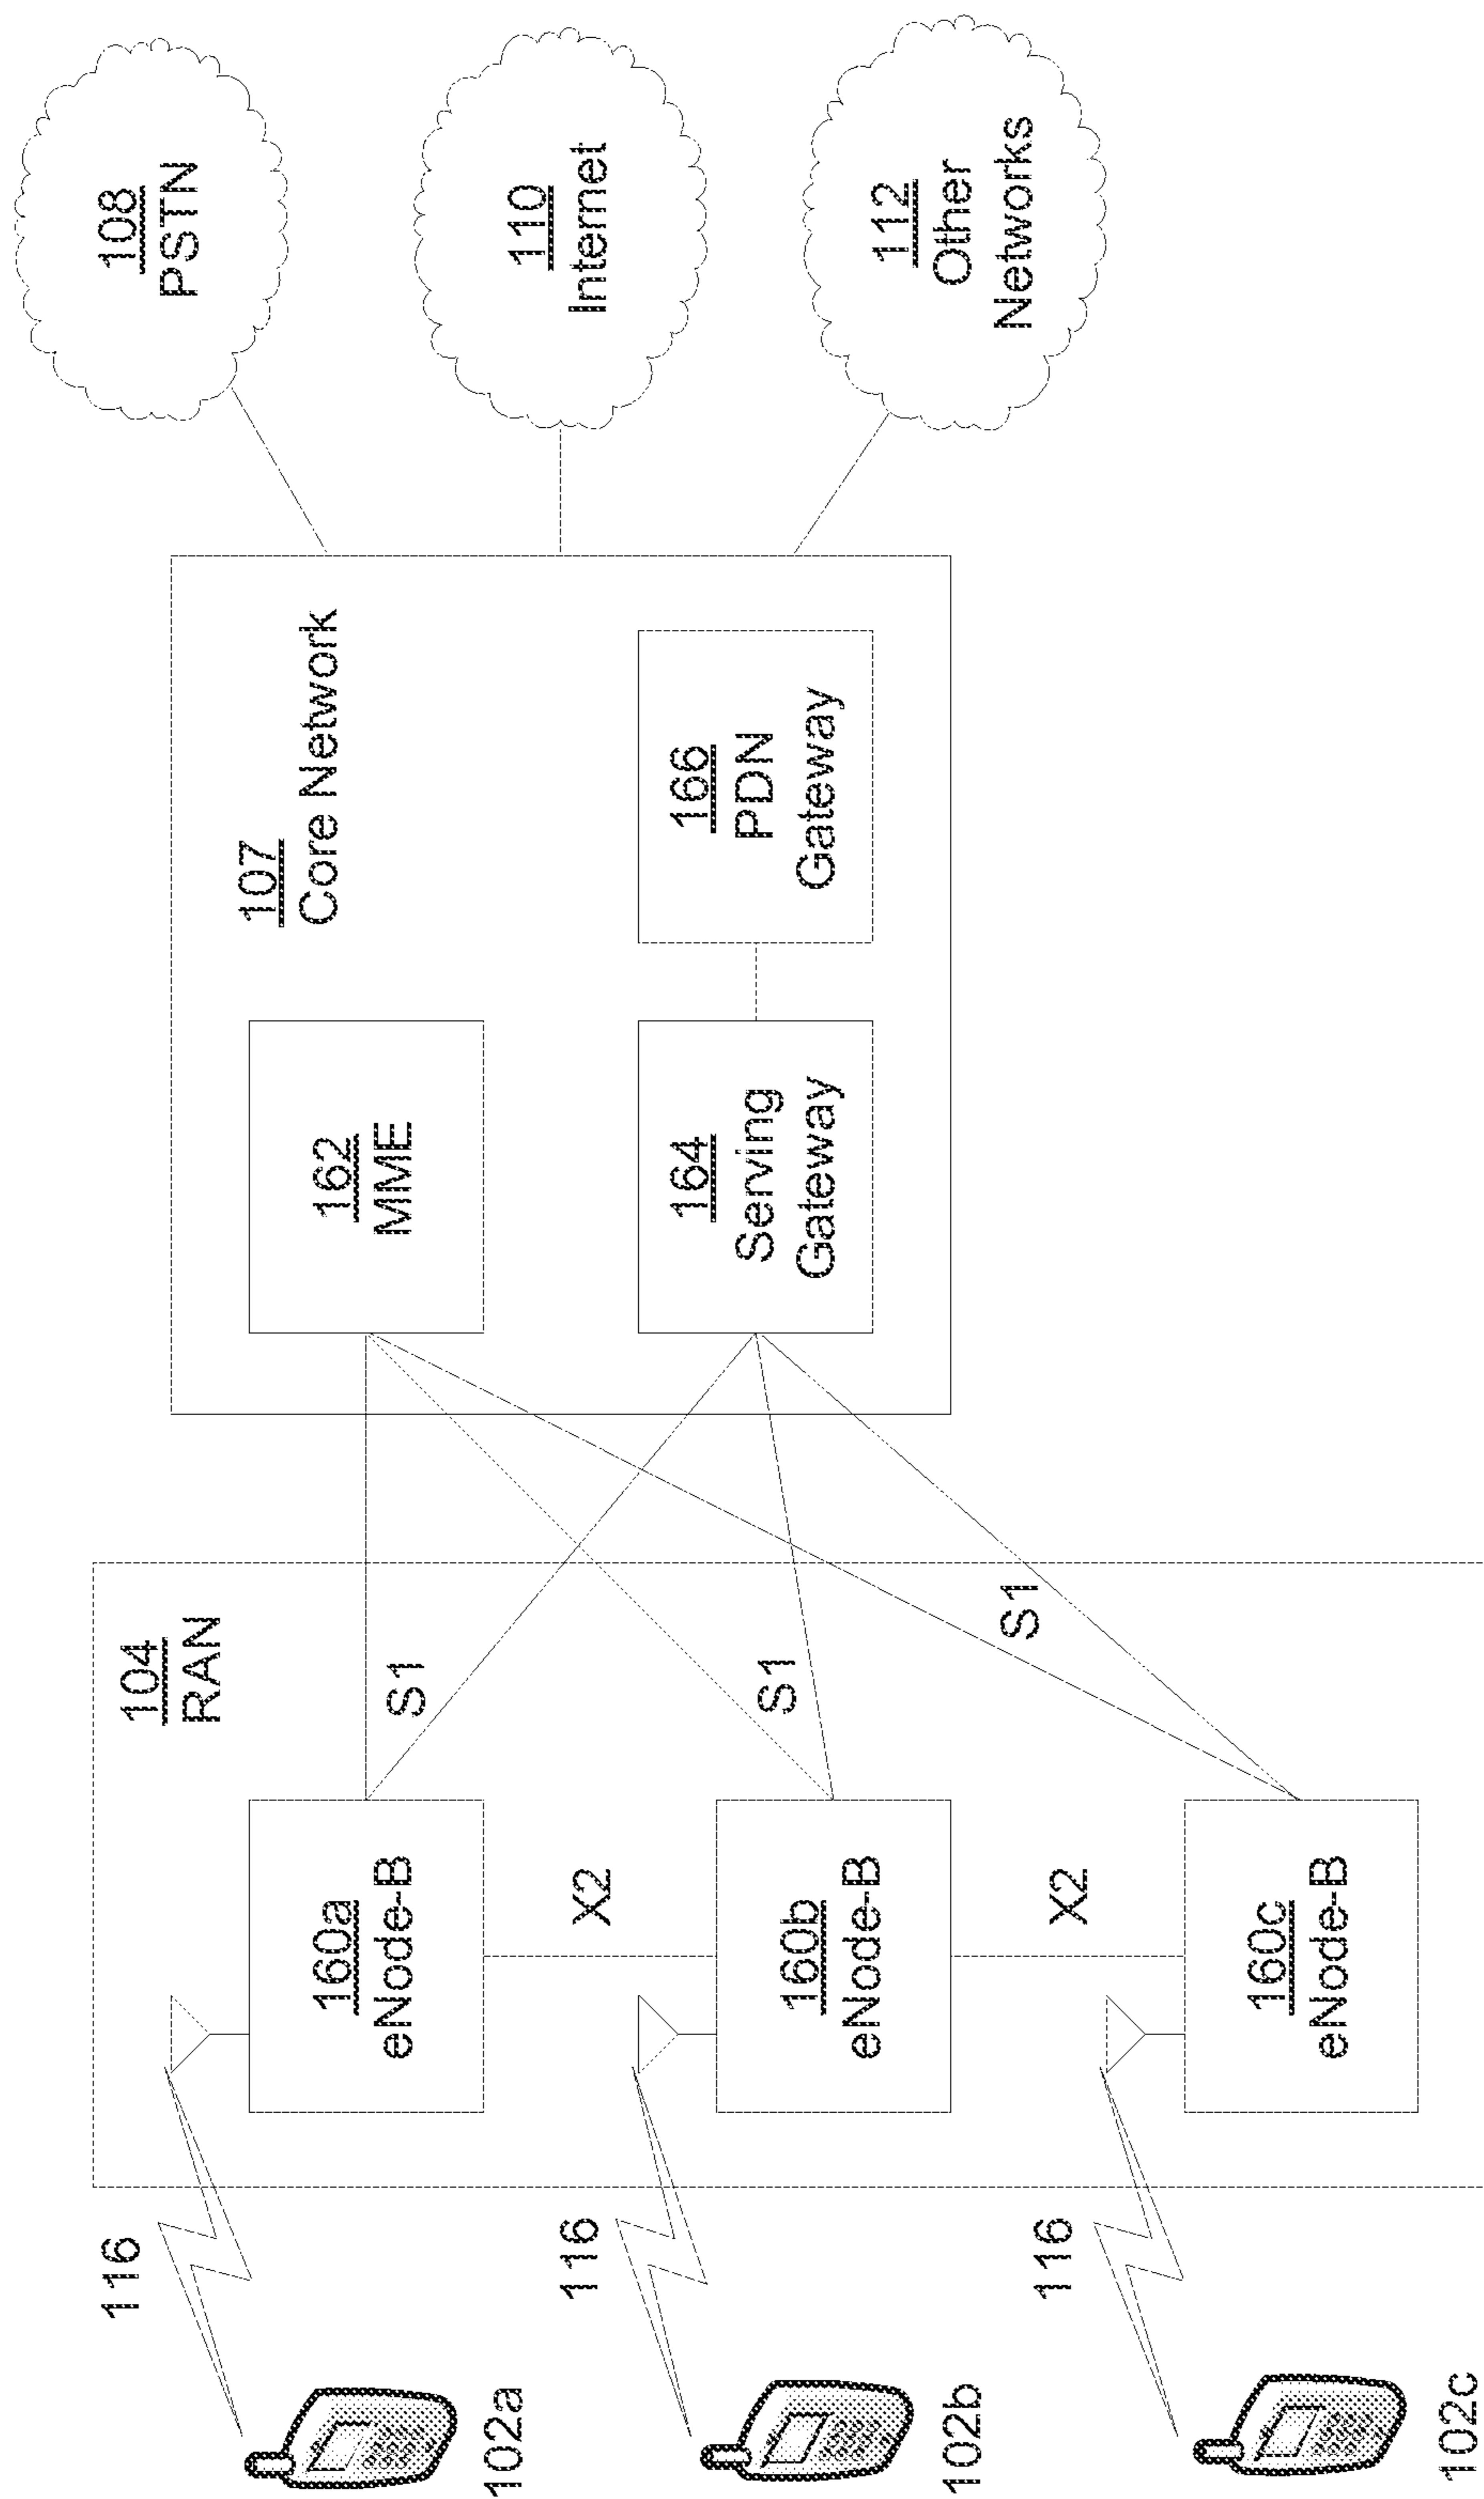 102a
116
104
RAN
160a
eNode-B
S1
X2
102b
116
160b
eNode-B
S1
X2
102c
116
160c
eNode-B
S1
107
Core Network
162
MME
164
Serving
Gateway
166
PDN
Gateway
108
PSTN
110
Internet
112
Other
Networks